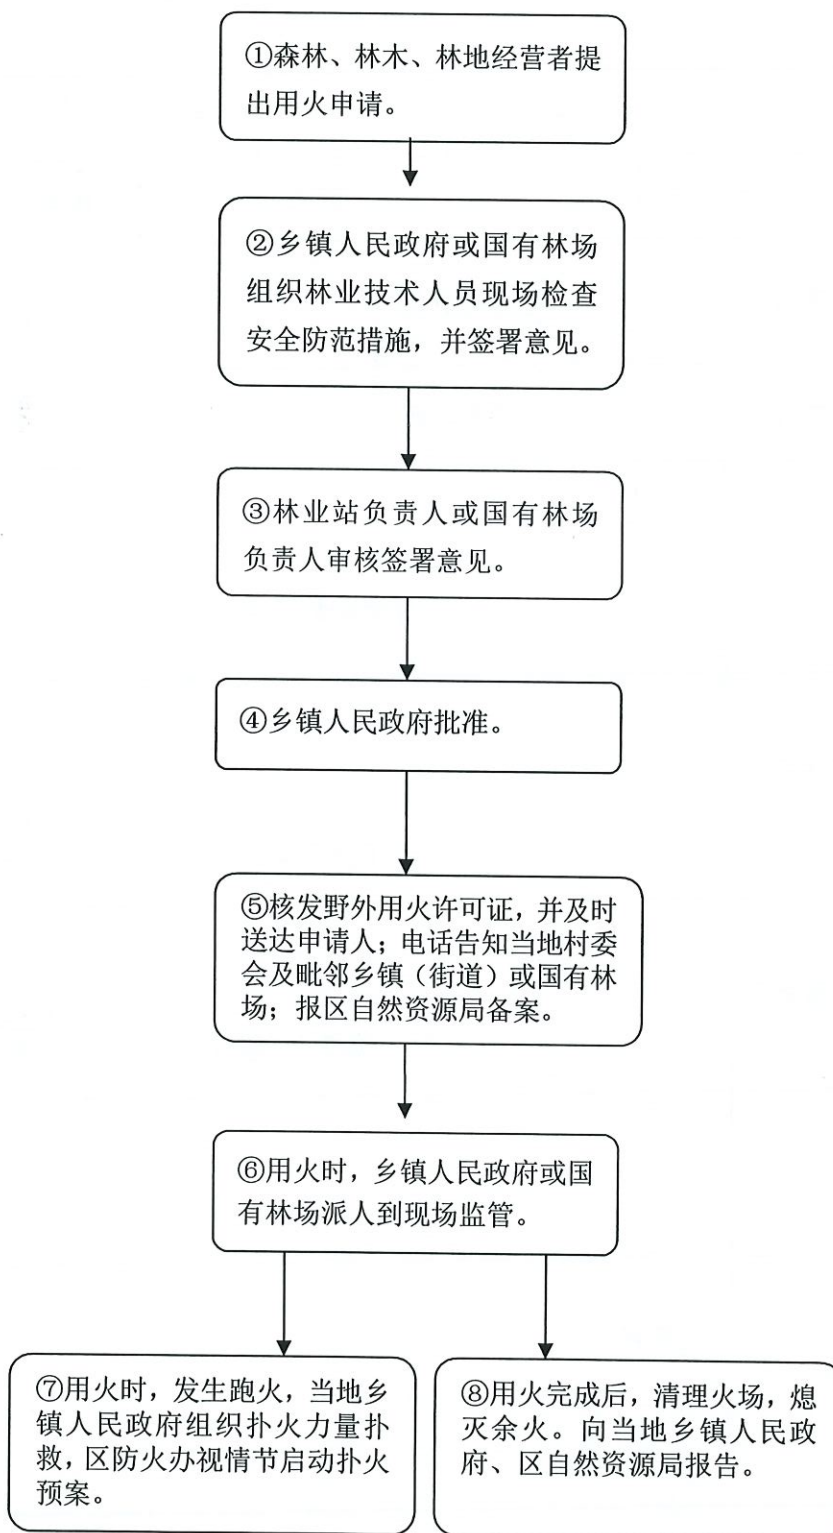 ①森林、林木、林地经营者提
出用火申请。
②乡镇人民政府或国有林场
组织林业技术人员现场检查
安全防范措施，并签署意见。
③林业站负责人或国有林场
负责人审核签署意见。
④乡镇人民政府批准。
⑤核发野外用火许可证，并及时
送达申请人；电话告知当地村委
会及毗邻乡镇（街道）或国有林
场；报区自然资源局备案。
⑥用火时，乡镇人民政府或国
有林场派人到现场监管。
⑦用火时，发生跑火，当地乡
镇人民政府组织扑火力量扑
救，区防火办视情节启动扑火
预案。
⑧用火完成后，清理火场，熄
灭余火。向当地乡镇人民政
府、区自然资源局报告。